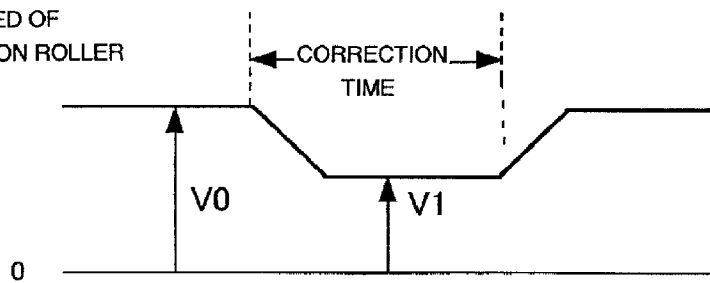 ED OF
ON ROLLER
CORRECTION
TIME
V0
V1
0